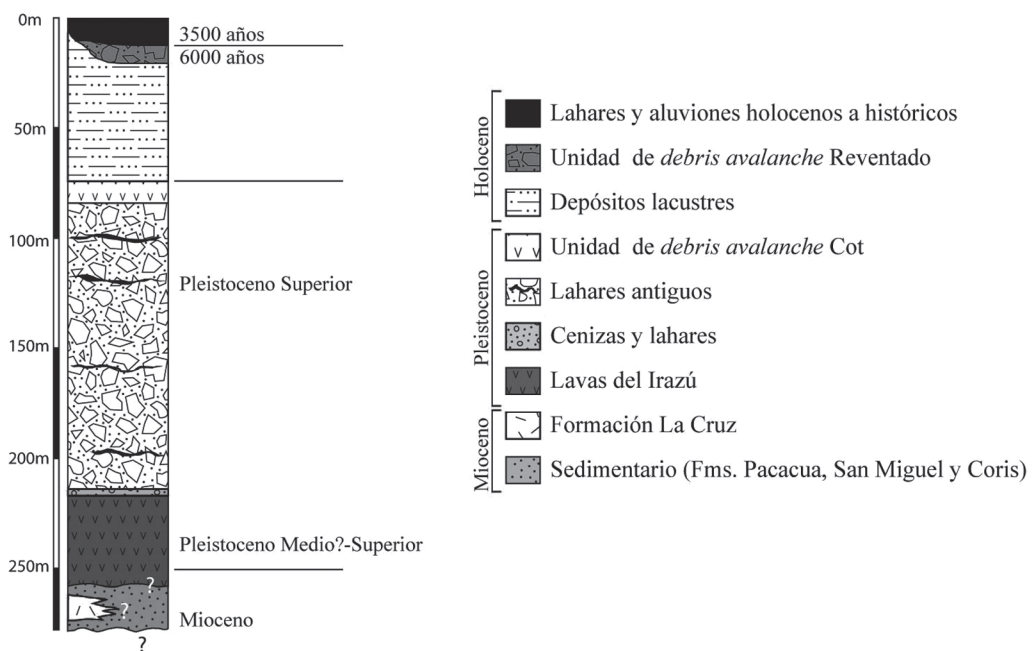 0m
3500 años
6000 años
50m
100m
Pleistoceno Superior
150m
200m
Pleistoceno Medio?-Superior
250m
?
?
Mioceno
?
Holoceno
Lahares y aluviones holocenos a históricos
Unidad de debris avalanche Reventado
Depósitos lacustres
Pleistoceno
Unidad de debris avalanche Cot
Lahares antiguos
Cenizas y lahares
Lavas del Irazú
Mioceno
Formación La Cruz
Sedimentario (Fms. Pacacua, San Miguel y Coris)